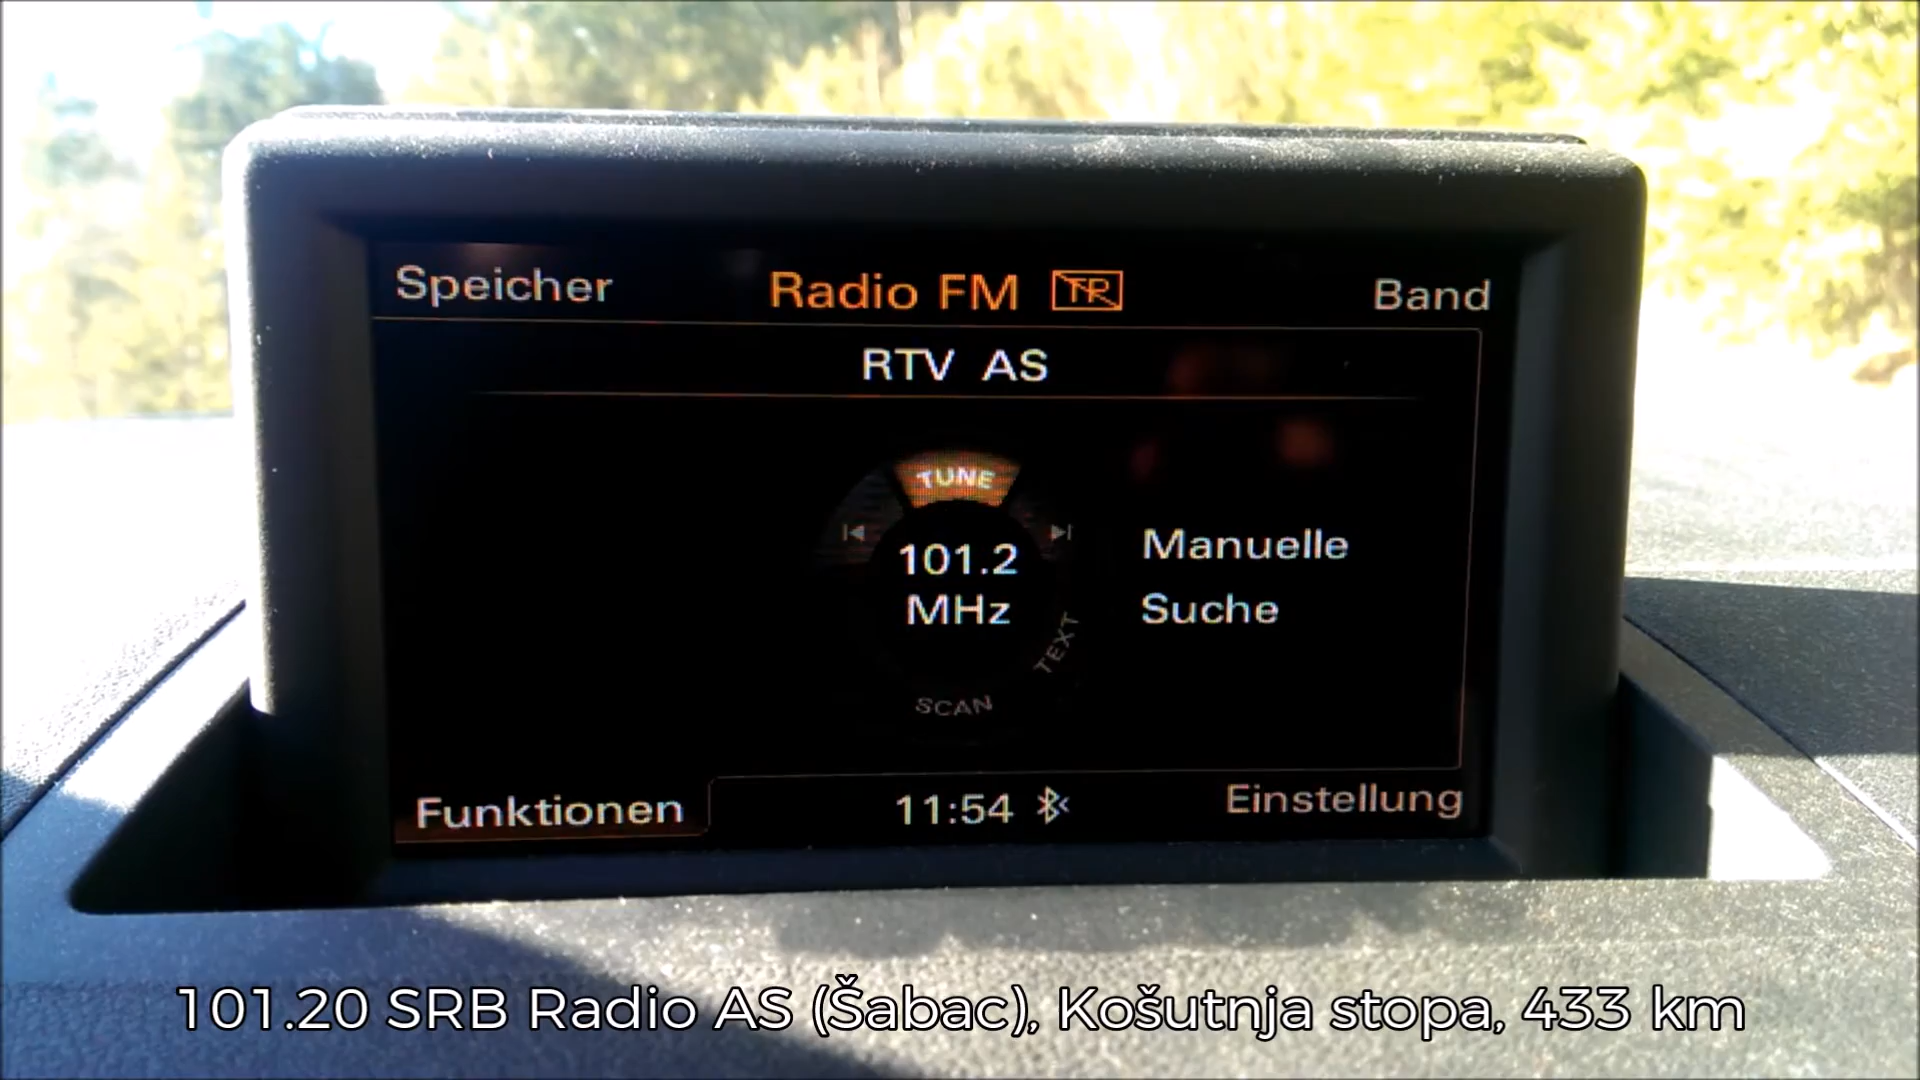 Speicher Radio FM TR Band
RTV AS
TUNE
101.2
MHz
Manuelle
Suche
TEXT
SCAN
Funktionen 11:54 Einstellung
101.20 SRB Radio AS (Šabac), Košutnja stopa, 433 km